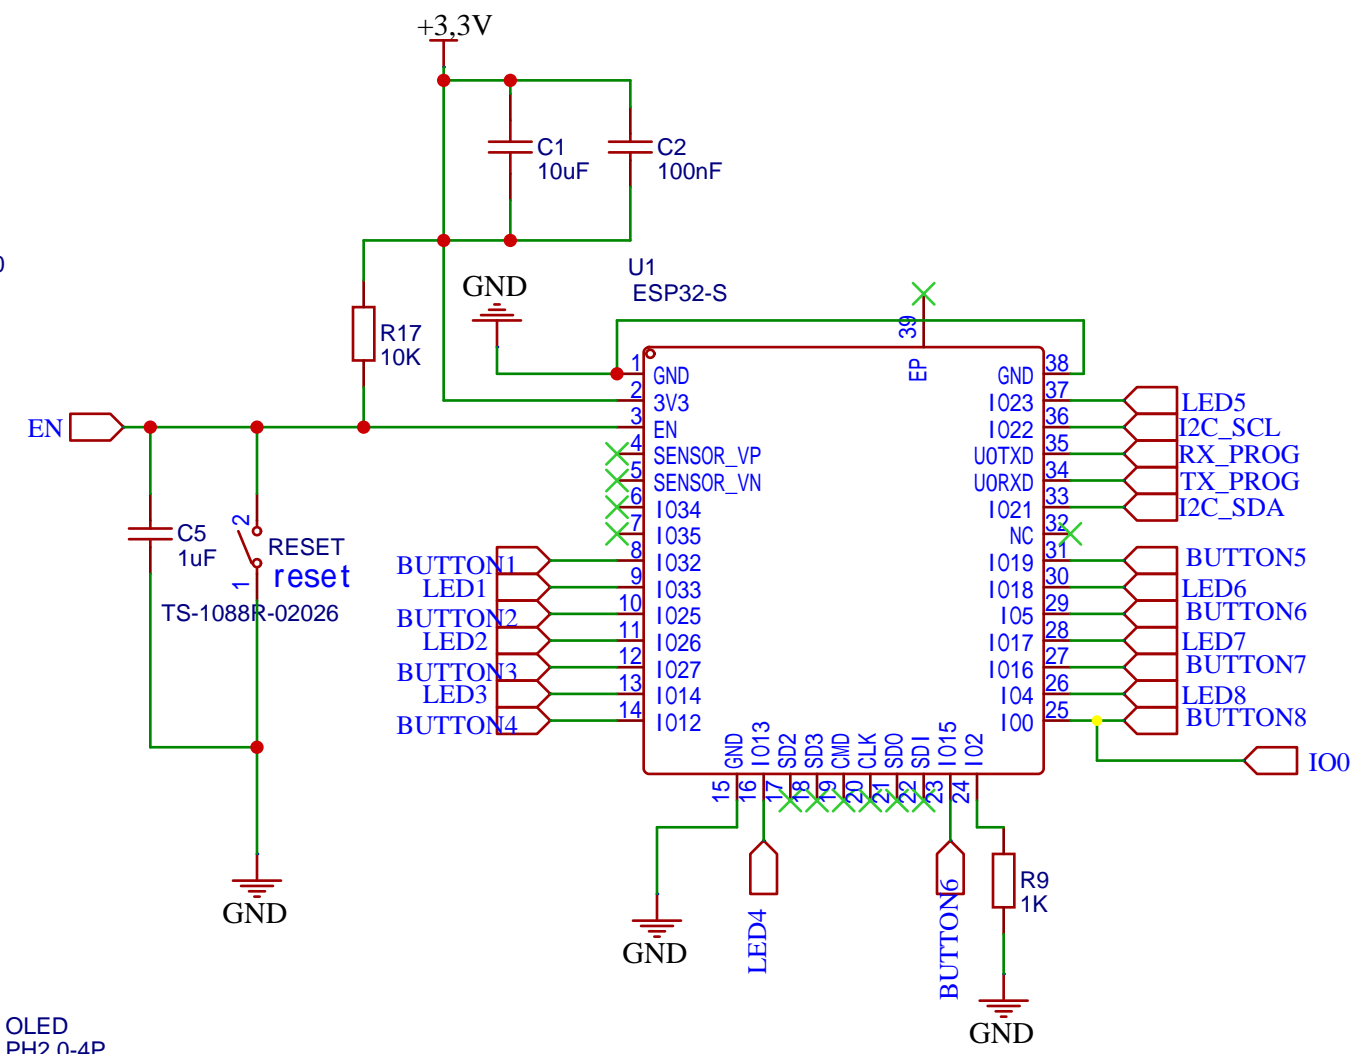 +3,3V
C1
10uF
C2
100nF
0
GND
U1
ESP32-S
R17
10K
39
EP
1
GND
2
3V3
3
EN
4
SENSOR_VP
5
SENSOR_VN
6
IO34
7
IO35
8
IO32
9
IO33
10
IO25
11
IO26
12
IO27
13
IO14
14
IO12
38
GND
37
IO23
36
IO22
35
U0TXD
34
U0RXD
33
IO21
32
NC
31
IO19
30
IO18
29
IO5
28
IO17
27
IO16
26
IO4
25
IO0
EN
LED5
I2C_SCL
RX_PROG
TX_PROG
I2C_SDA
BUTTON5
LED6
BUTTON6
LED7
BUTTON7
LED8
BUTTON8
IO0
C5
1uF
2
1
RESET
reset
TS-1088R-02026
BUTTON1
LED1
BUTTON2
LED2
BUTTON3
LED3
BUTTON4
GND
IO13
SD2
SD3
CMD
CLK
SD0
SD1
IO15
IO2
15
16
17
18
19
20
21
22
23
24
GND
GND
LED4
BUTTON6
R9
1K
GND
OLED
PH2.0-4P